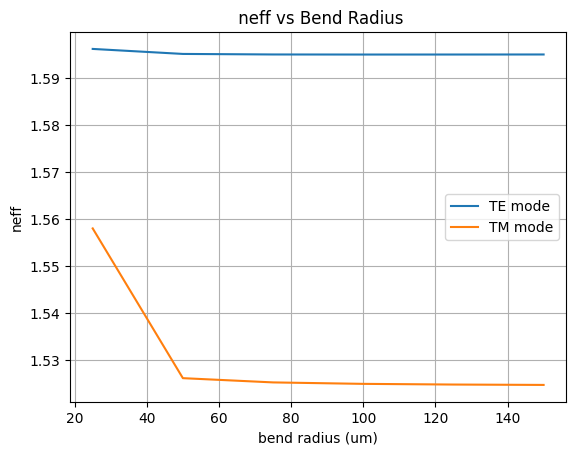 neff vs Bend Radius
neff
1.59
1.58
1.57
1.56
1.55
1.54
1.53
TE mode
TM mode
20
40
60
80
100
120
140
bend radius (um)